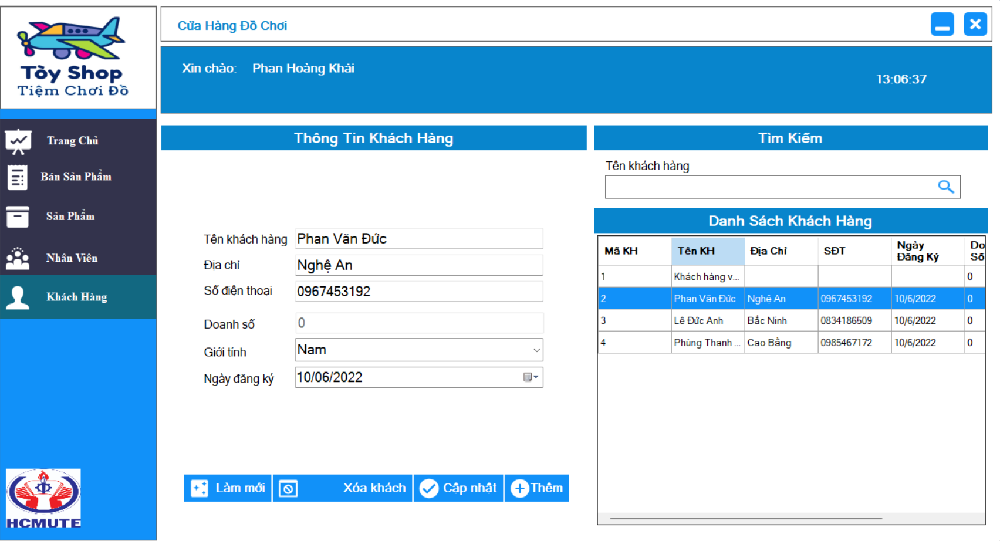 Tòy Shop
Tiệm Chơi Đồ
Cửa Hàng Đồ Chơi
Xin chào: Phan Hoàng Khải
13:06:37
Trang Chủ
Bán Sản Phẩm
Sản Phẩm
Nhân Viên
Khách Hàng
HCMUTE
Thông Tin Khách Hàng
Tên khách hàng Phan Văn Đức
Địa chỉ Nghệ An
Số điện thoại 0967453192
Doanh số 0
Giới tính Nam
Ngày đăng ký 10/06/2022
Làm mới Xóa khách Cập nhật Thêm
Tìm Kiếm
Tên khách hàng
Danh Sách Khách Hàng
Mã KH Tên KH Địa Chỉ SĐT Ngày Đăng Ký Do Số
1 Khách hàng v... 0
2 Phan Văn Đức Nghệ An 0967453192 10/6/2022 0
3 Lê Đức Anh Bắc Ninh 0834186509 10/6/2022 0
4 Phùng Thanh ... Cao Bằng 0985467172 10/6/2022 0